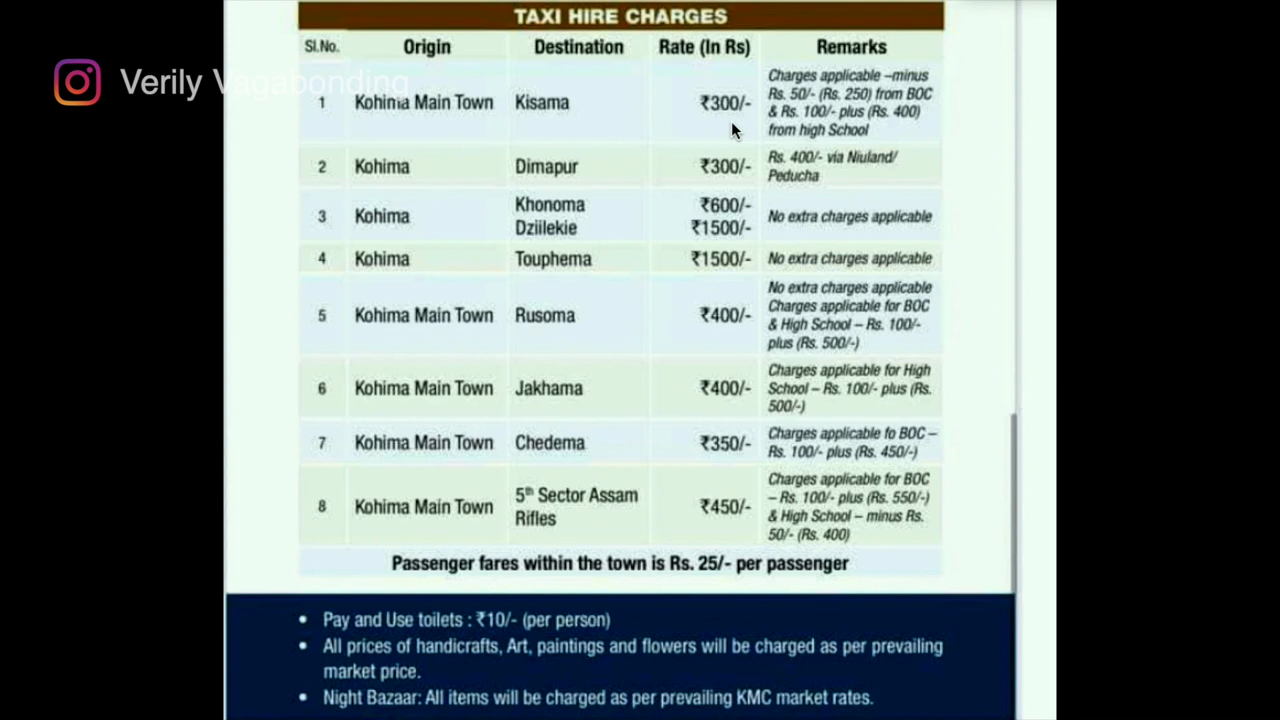 TAXI HIRE CHARGES
Sl.No. Origin Destination Rate (In Rs) Remarks
Verily Vagabonding
1 Kohima Main Town Kisama ₹300/- Charges applicable –minus
Rs. 50/- (Rs. 250) from BOC
& Rs. 100/- plus (Rs. 400)
from high School
2 Kohima Dimapur ₹300/- Rs. 400/- via Niuland/
Peducha
3 Kohima Khonoma ₹600/- No extra charges applicable
Dziilekie ₹1500/-
4 Kohima Touphema ₹1500/- No extra charges applicable
5 Kohima Main Town Rusoma ₹400/- No extra charges applicable
Charges applicable for BOC
& High School – Rs. 100/-
plus (Rs. 500/-)
6 Kohima Main Town Jakhama ₹400/- Charges applicable for High
School – Rs. 100/- plus (Rs.
500/-)
7 Kohima Main Town Chedema ₹350/- Charges applicable fo BOC –
Rs. 100/- plus (Rs. 450/-)
8 Kohima Main Town 5th Sector Assam ₹450/- Charges applicable for BOC
Rifles – Rs. 100/- plus (Rs. 550/-)
& High School – minus Rs.
50/- (Rs. 400)
Passenger fares within the town is Rs. 25/- per passenger
• Pay and Use toilets : ₹10/- (per person)
• All prices of handicrafts, Art, paintings and flowers will be charged as per prevailing
market price.
• Night Bazaar: All items will be charged as per prevailing KMC market rates.